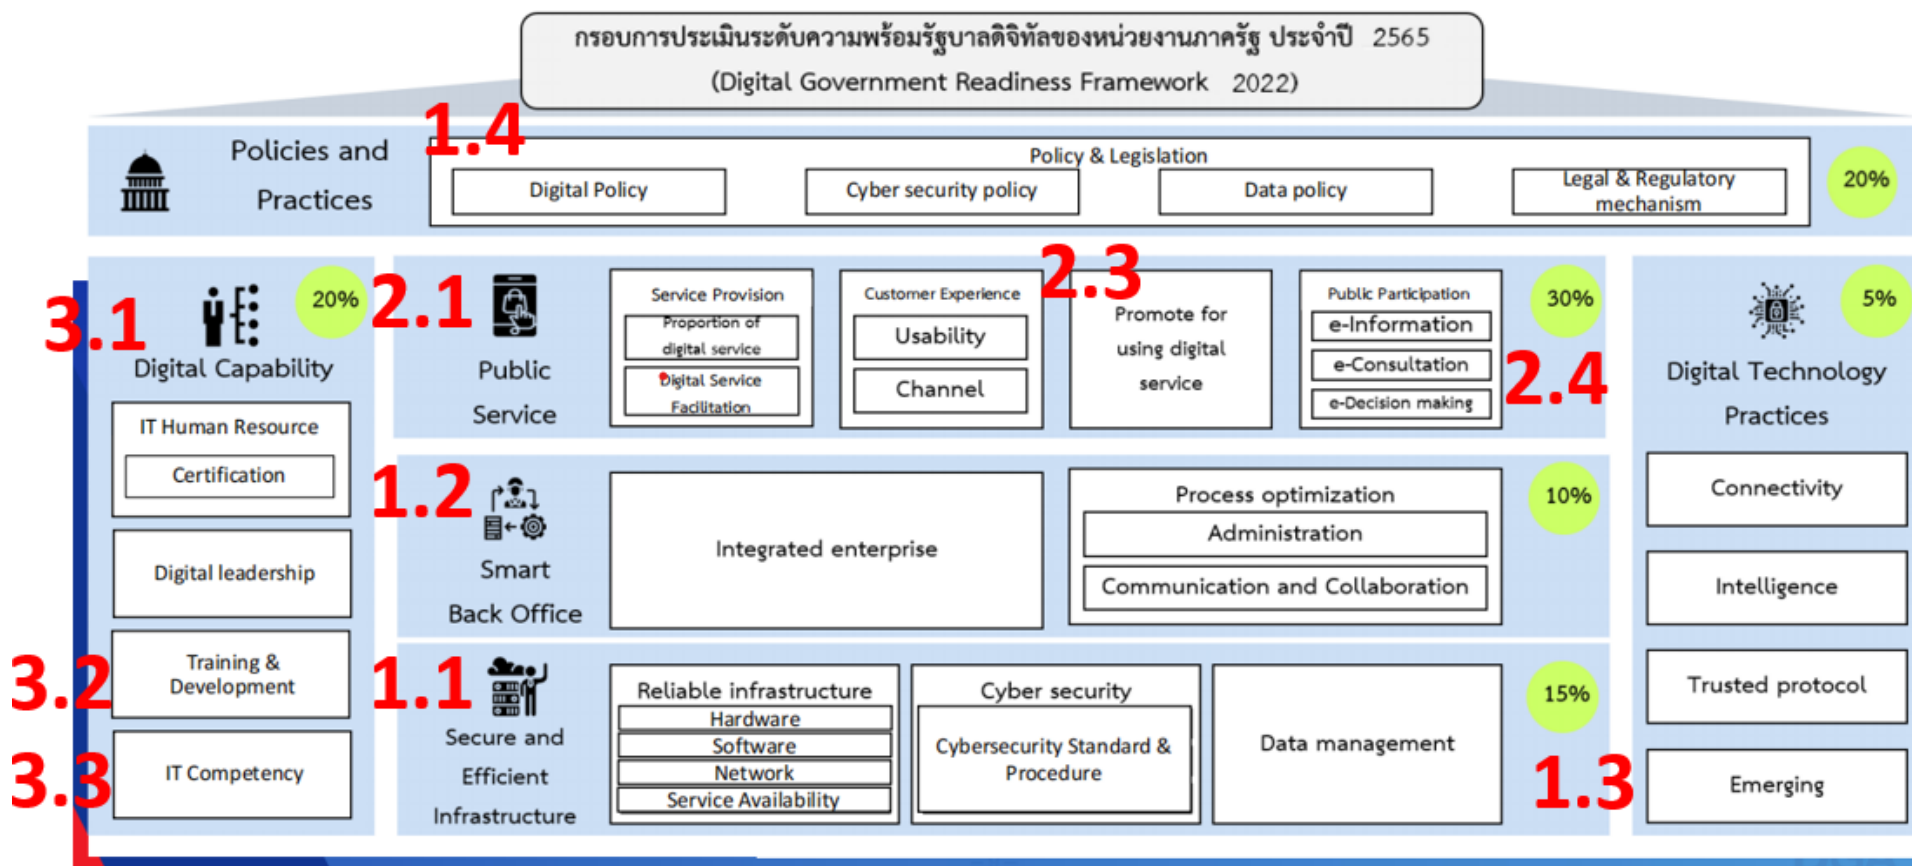 กรอบการประเมินระดับความพร้อมรัฐบาลดิจิทัลของหน่วยงานภาครัฐ ประจำปี 2565
(Digital Government Readiness Framework 2022)
1.4
Policies and
Practices
Policy & Legislation
Digital Policy
Cyber security policy
Data policy
Legal & Regulatory
mechanism
20%
3.1
20%
Digital Capability
IT Human Resource
Certification
Digital leadership
3.2
Training &
Development
3.3
IT Competency
2.1
Public
Service
Service Provision
Proportion of
digital service
Digital Service
Facilitation
Customer Experience
Usability
Channel
2.3
Promote for
using digital
service
Public Participation
e-Information
e-Consultation
e-Decision making
2.4
30%
1.2
Smart
Back Office
Integrated enterprise
Process optimization
Administration
Communication and Collaboration
10%
1.1
Secure and
Efficient
Infrastructure
Reliable infrastructure
Hardware
Software
Network
Service Availability
Cyber security
Cybersecurity Standard &
Procedure
Data management
15%
1.3
5%
Digital Technology
Practices
Connectivity
Intelligence
Trusted protocol
Emerging